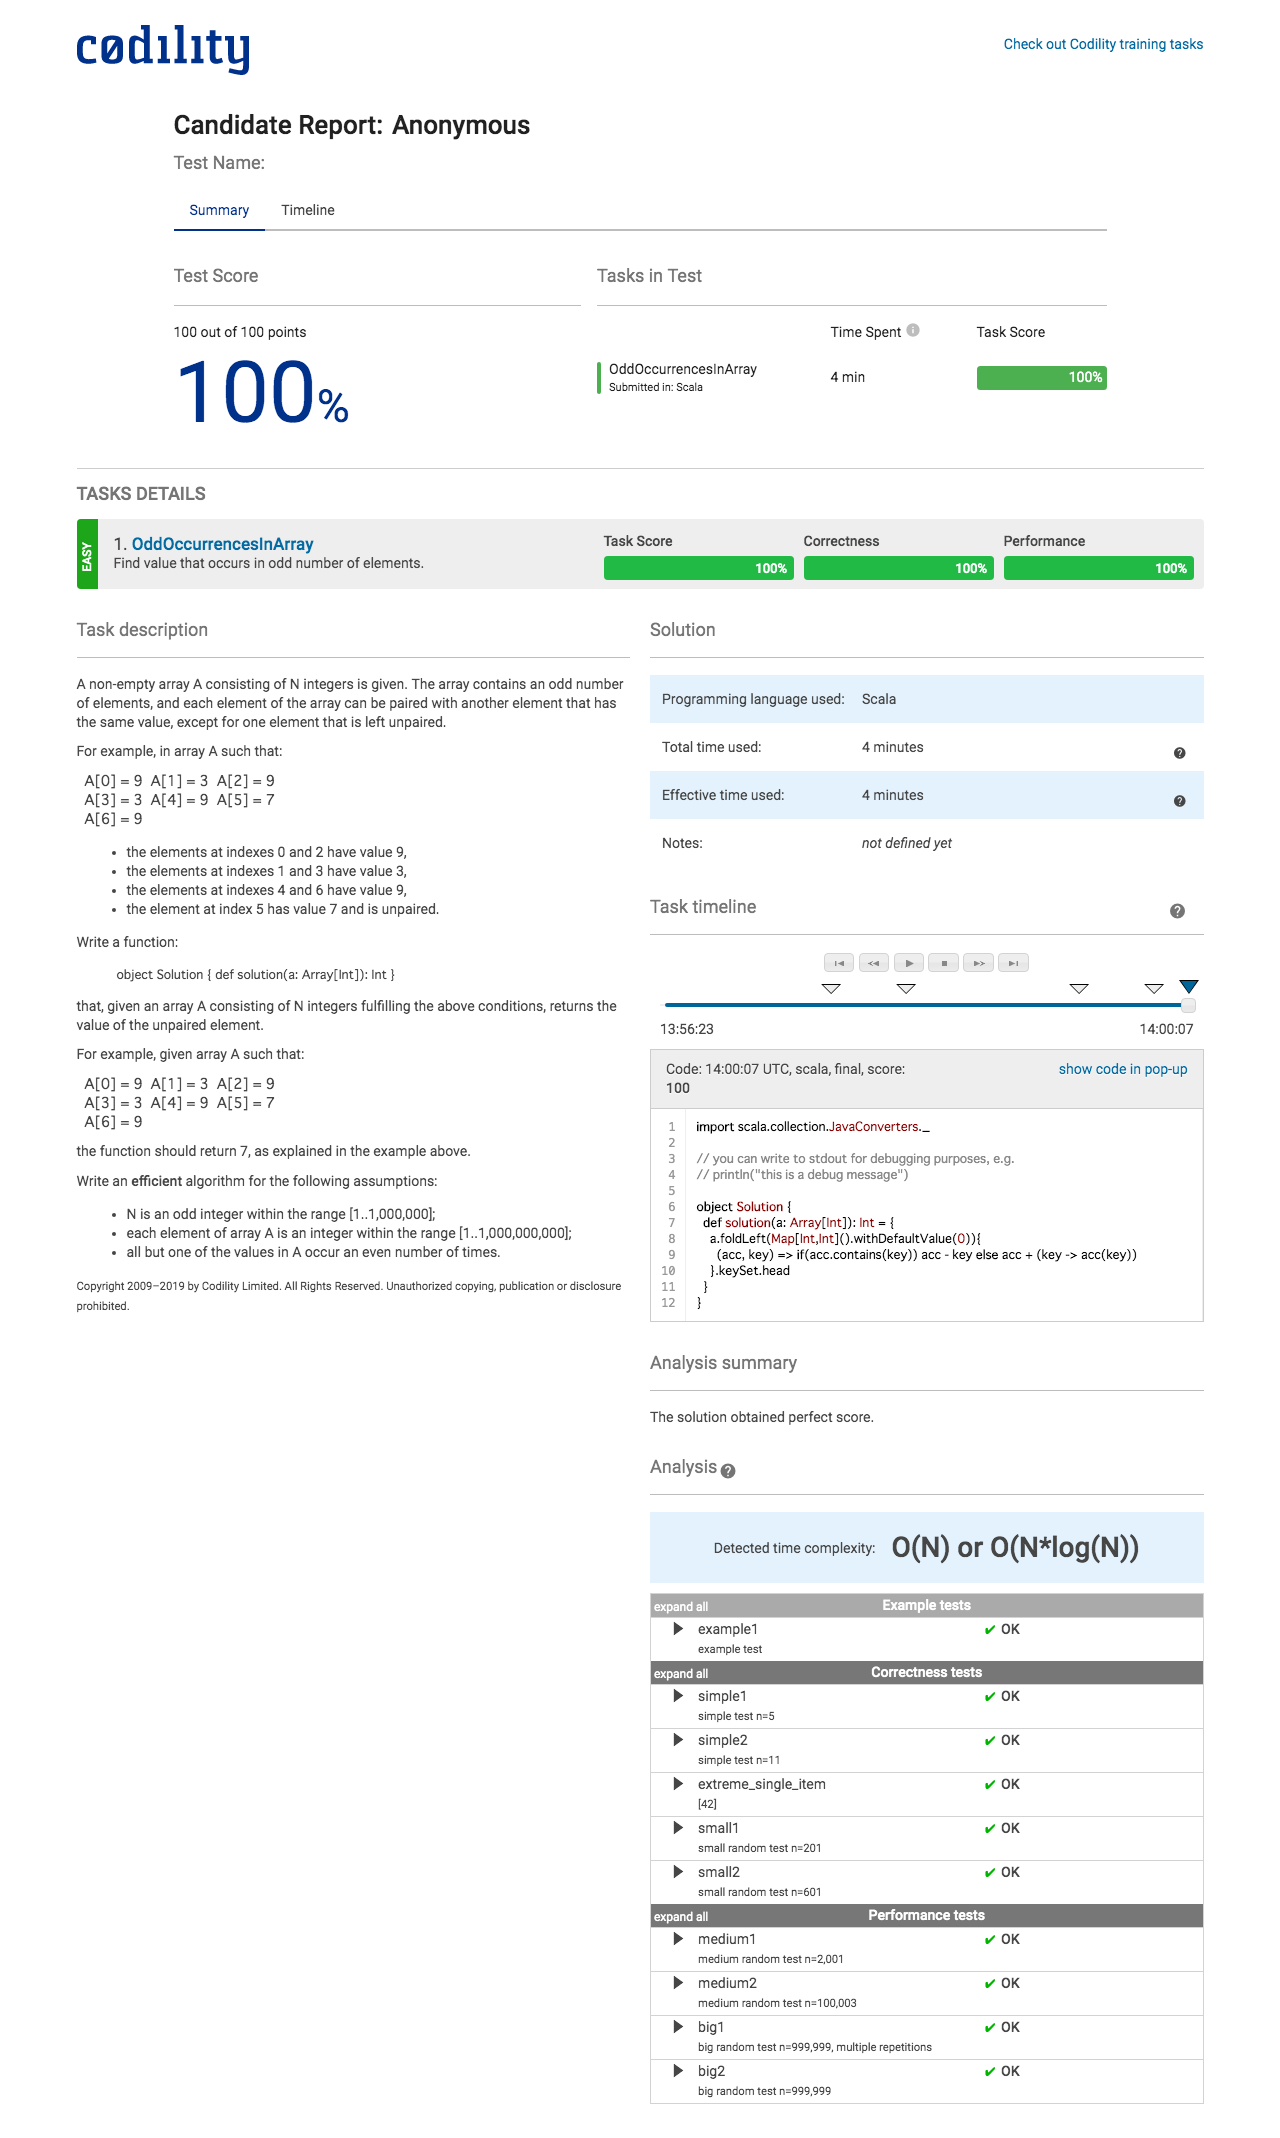 codility
Check out Codility training tasks
Candidate Report: Anonymous
Test Name:
Summary Timeline
Test Score
Tasks in Test
100 out of 100 points
100%
Time Spent
Task Score
OddOccurrencesInArray
Submitted in: Scala
4 min
100%
TASKS DETAILS
EASY
1. OddOccurrencesInArray
Find value that occurs in odd number of elements.
Task Score
Correctness
Performance
100%
100%
100%
Task description
A non-empty array A consisting of N integers is given. The array contains an odd number
of elements, and each element of the array can be paired with another element that has
the same value, except for one element that is left unpaired.
For example, in array A such that:
A[0] = 9 A[1] = 3 A[2] = 9
A[3] = 3 A[4] = 9 A[5] = 7
A[6] = 9
• the elements at indexes 0 and 2 have value 9,
• the elements at indexes 1 and 3 have value 3,
• the elements at indexes 4 and 6 have value 9,
• the element at index 5 has value 7 and is unpaired.
Write a function:
object Solution { def solution(a: Array[Int]): Int }
that, given an array A consisting of N integers fulfilling the above conditions, returns the
value of the unpaired element.
For example, given array A such that:
A[0] = 9 A[1] = 3 A[2] = 9
A[3] = 3 A[4] = 9 A[5] = 7
A[6] = 9
the function should return 7, as explained in the example above.
Write an efficient algorithm for the following assumptions:
• N is an odd integer within the range [1..1,000,000];
• each element of array A is an integer within the range [1..1,000,000,000];
• all but one of the values in A occur an even number of times.
Copyright 2009–2019 by Codility Limited. All Rights Reserved. Unauthorized copying, publication or disclosure
prohibited.
Solution
Programming language used: Scala
Total time used: 4 minutes
Effective time used: 4 minutes
Notes: not defined yet
Task timeline
13:56:23
14:00:07
Code: 14:00:07 UTC, scala, final, score:
100
show code in pop-up
1 import scala.collection.JavaConverters._
2
3 // you can write to stdout for debugging purposes, e.g.
4 // println("this is a debug message")
5
6 object Solution {
7 def solution(a: Array[Int]): Int = {
8 a.foldLeft(Map[Int,Int]().withDefaultValue(0)){
9 (acc, key) => if(acc.contains(key)) acc - key else acc + (key -> acc(key))
10 }.keySet.head
11 }
12 }
Analysis summary
The solution obtained perfect score.
Analysis
Detected time complexity: O(N) or O(N*log(N))
expand all Example tests
example1 ✔ OK
example test
expand all Correctness tests
simple1 ✔ OK
simple test n=5
simple2 ✔ OK
simple test n=11
extreme_single_item ✔ OK
[42]
small1 ✔ OK
small random test n=201
small2 ✔ OK
small random test n=601
expand all Performance tests
medium1 ✔ OK
medium random test n=2,001
medium2 ✔ OK
medium random test n=100,003
big1 ✔ OK
big random test n=999,999, multiple repetitions
big2 ✔ OK
big random test n=999,999